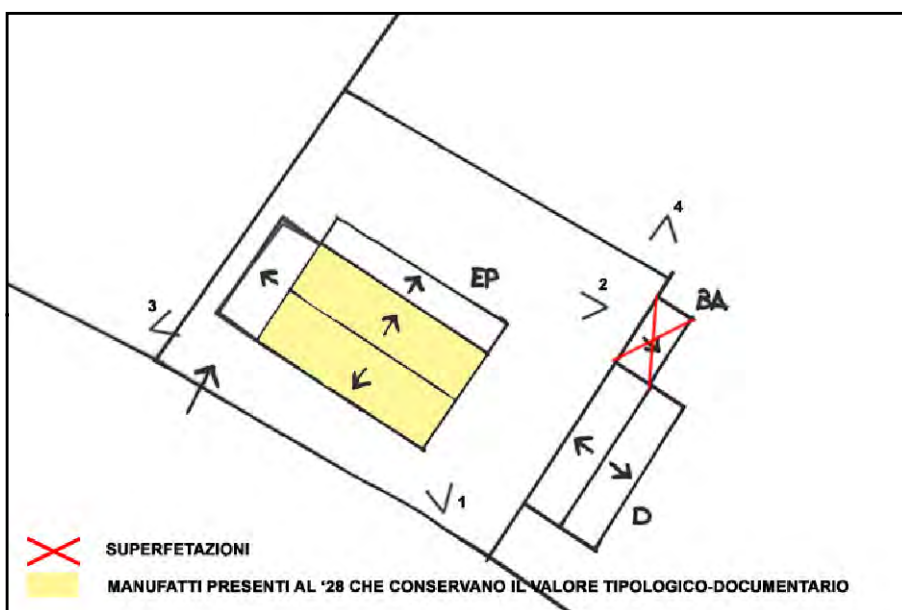 4
EP
2
BA
3
1
D
SUPERFETAZIONI
MANUFATTI PRESENTI AL '28 CHE CONSERVANO IL VALORE TIPOLOGICO-DOCUMENTARIO